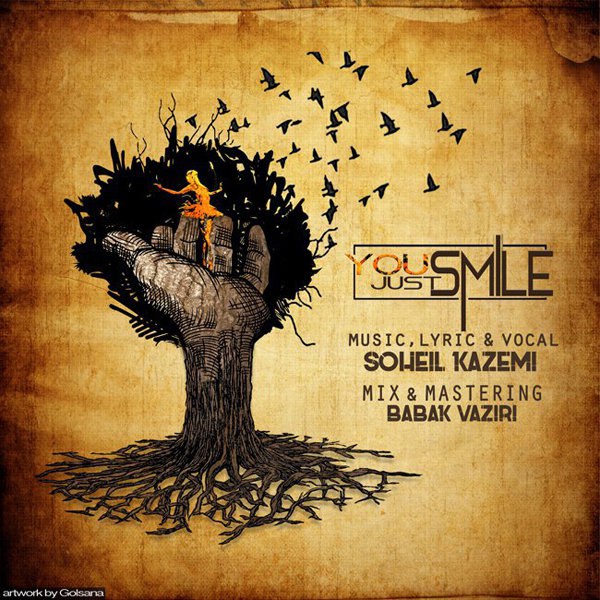 YOU JUST SMILE
MUSIC, LYRIC & VOCAL
SOHEIL KAZEMI
MIX & MASTERING
BABAK VAZIRI
artwork by Golsana